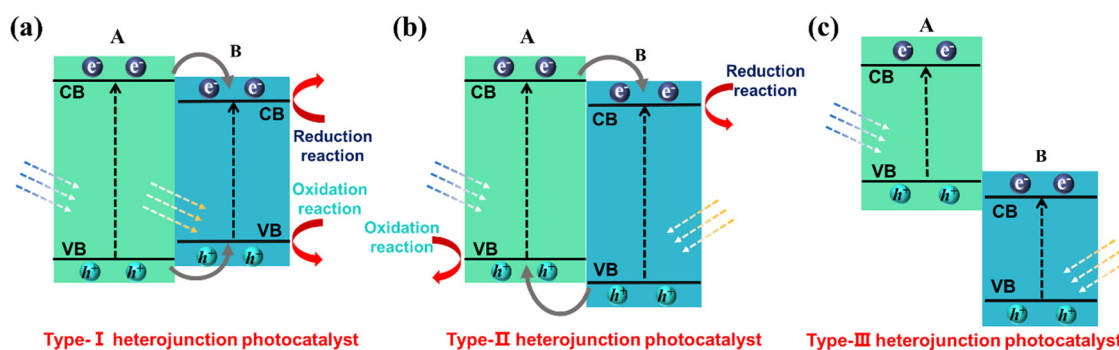 (a)
A
B
e⁻ e⁻
e⁻ e⁻
CB
CB
Reduction
reaction
Oxidation
reaction
VB
VB
h⁺ h⁺
h⁺ h⁺
Type-Ⅰ heterojunction photocatalyst
(b)
A
B
e⁻ e⁻
e⁻ e⁻
CB
CB
Reduction
reaction
Oxidation
reaction
VB
VB
h⁺ h⁺
h⁺ h⁺
Type-Ⅱ heterojunction photocatalyst
(c)
A
e⁻ e⁻
CB
VB
h⁺ h⁺
B
e⁻ e⁻
CB
VB
h⁺ h⁺
Type-Ⅲ heterojunction photocatalyst